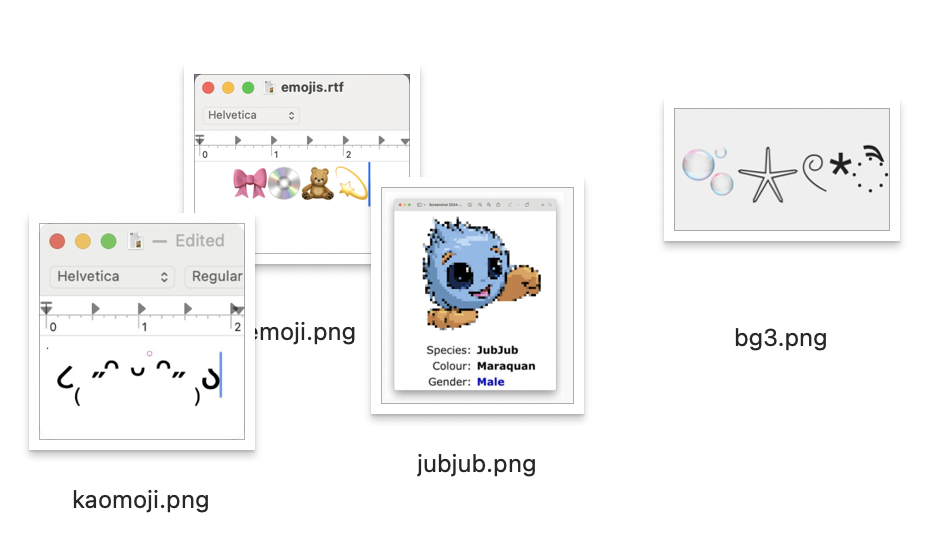 emojis.rtf
Helvetica
0 1 2
🎀💿🧸💫
— Edited
Helvetica Regular
0 1 2
૮₍ ˶ᵔ ᵕ ᵔ˶ ₎ა
emoji.png
kaomoji.png
Species: JubJub
Colour: Maraquan
Gender: Male
jubjub.png
bg3.png